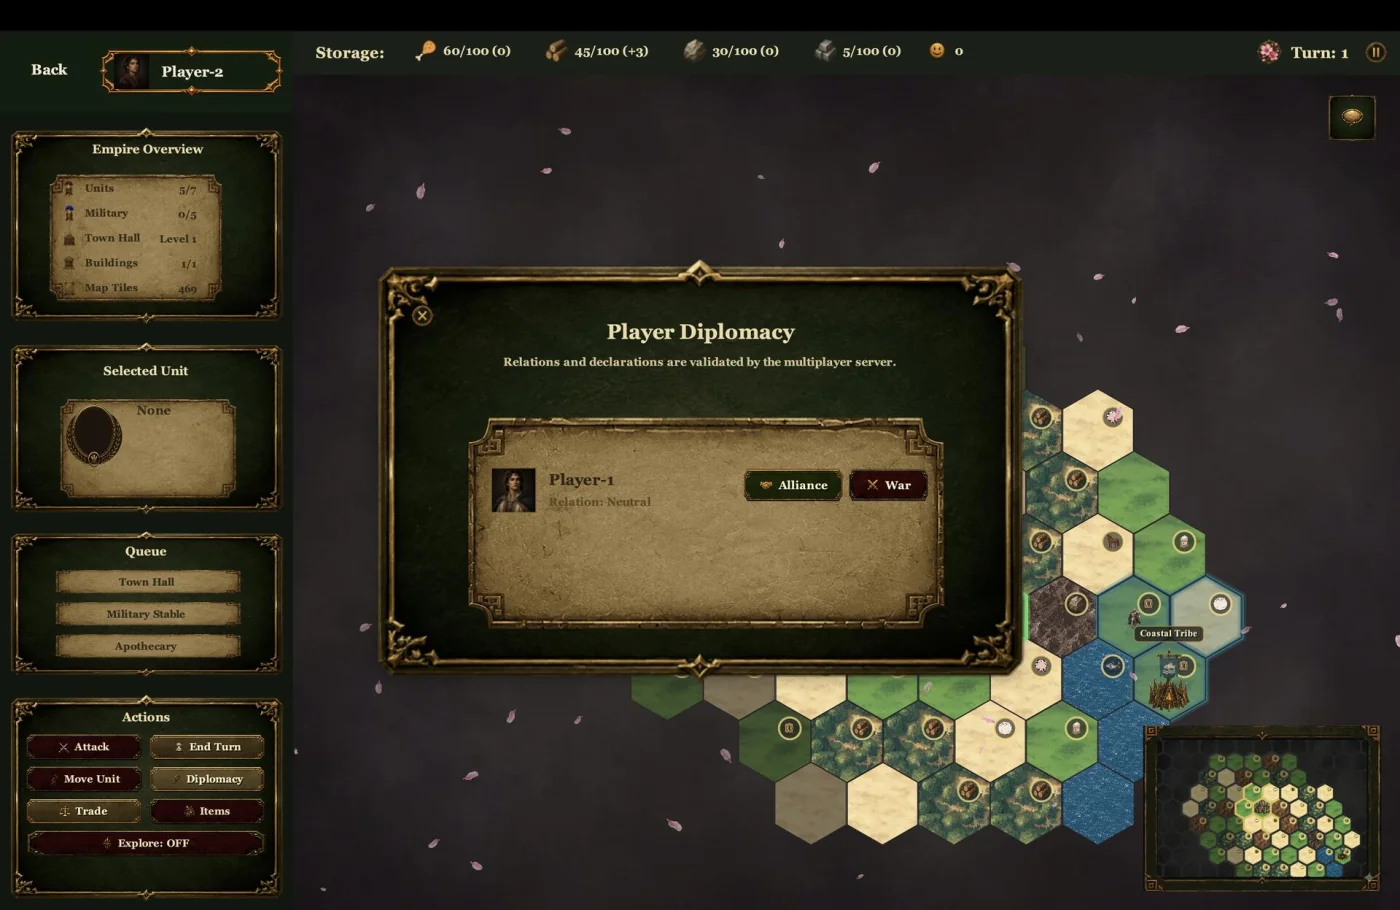 Back
Player-2
Storage:
60/100 (0)
45/100 (+3)
30/100 (0)
5/100 (0)
0
Turn: 1
Empire Overview
Units 5/7
Military 0/5
Town Hall Level 1
Buildings 1/1
Map Tiles 469
Selected Unit
None
Queue
Town Hall
Military Stable
Apothecary
Actions
Attack
End Turn
Move Unit
Diplomacy
Trade
Items
Explore: OFF
Player Diplomacy
Relations and declarations are validated by the multiplayer server.
Player-1
Relation: Neutral
Alliance
War
Coastal Tribe